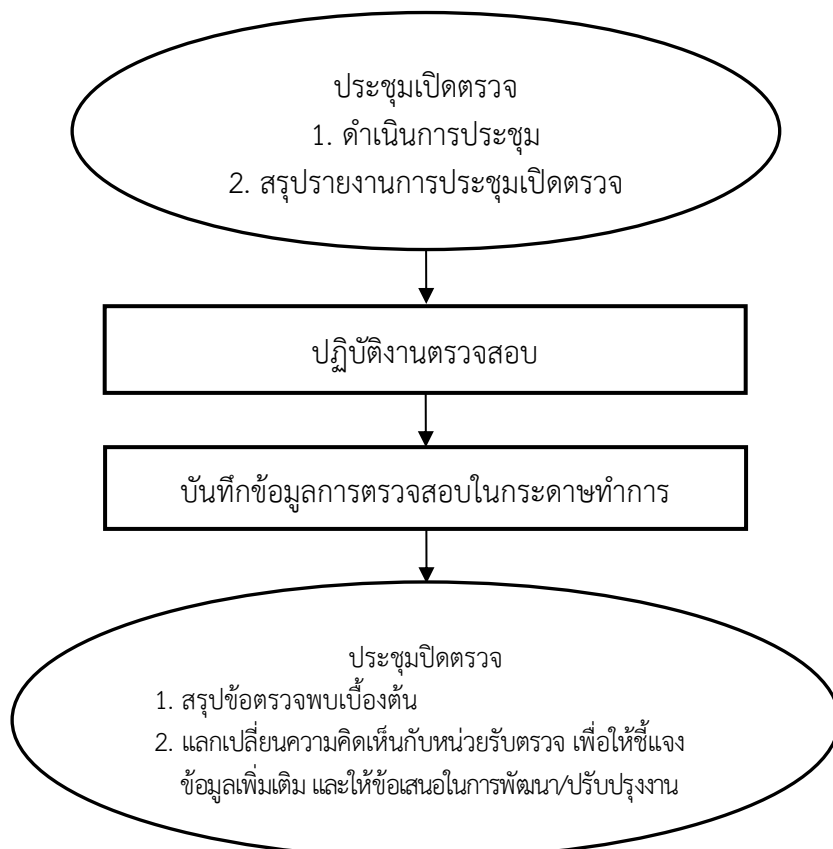 ประชุมเปิดตรวจ
1. ดำเนินการประชุม
2. สรุปรายงานการประชุมเปิดตรวจ
ปฏิบัติงานตรวจสอบ
บันทึกข้อมูลการตรวจสอบในกระดาษทำการ
ประชุมปิดตรวจ
1. สรุปข้อตรวจพบเบื้องต้น
2. แลกเปลี่ยนความคิดเห็นกับหน่วยรับตรวจ เพื่อให้ชี้แจง
ข้อมูลเพิ่มเติม และให้ข้อเสนอในการพัฒนา/ปรับปรุงงาน